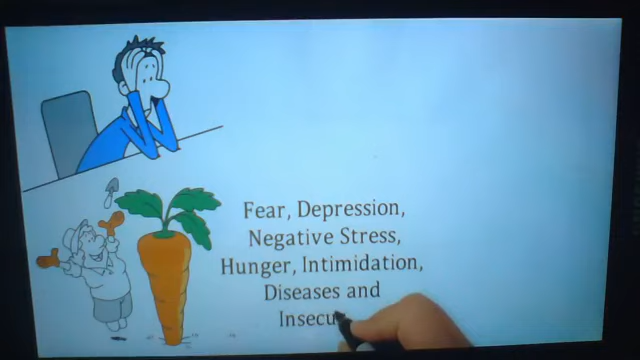 Fear, Depression,
Negative Stress,
Hunger, Intimidation,
Diseases and
Insecu